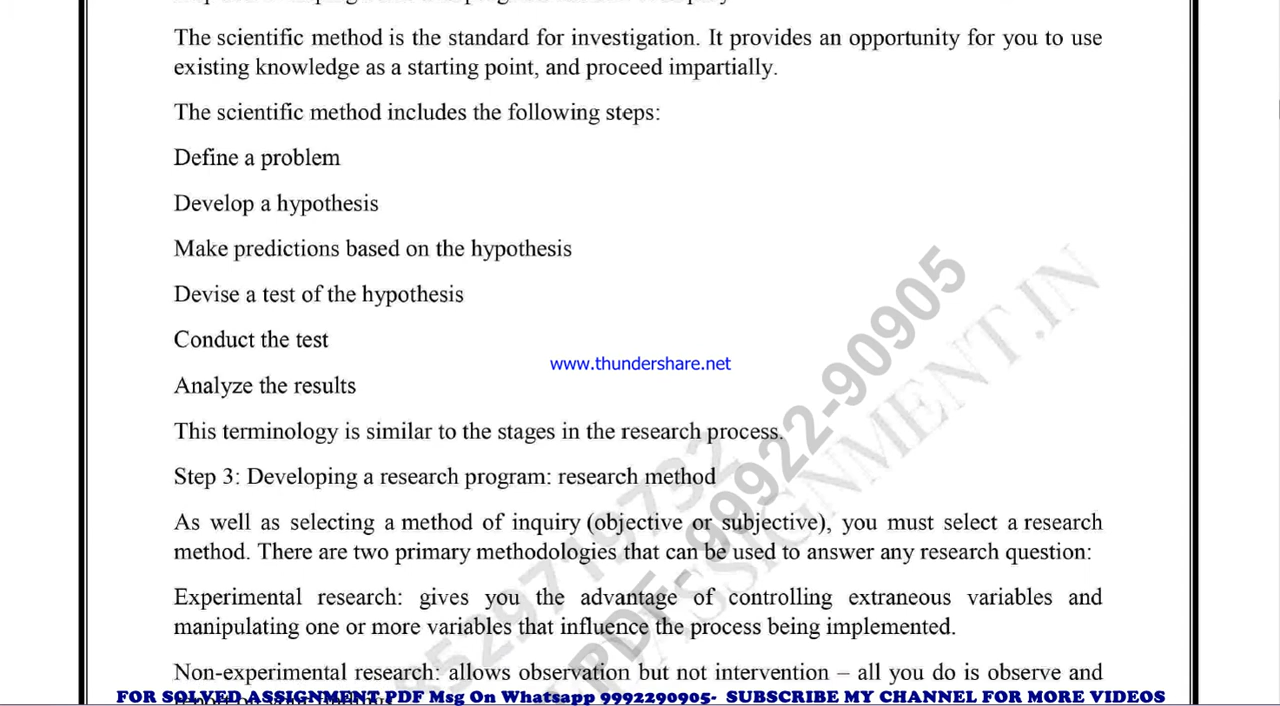 The scientific method is the standard for investigation. It provides an opportunity for you to use
existing knowledge as a starting point, and proceed impartially.
The scientific method includes the following steps:
Define a problem
Develop a hypothesis
Make predictions based on the hypothesis
Devise a test of the hypothesis
Conduct the test
www.thundershare.net
Analyze the results
This terminology is similar to the stages in the research process.
Step 3: Developing a research program: research method
As well as selecting a method of inquiry (objective or subjective), you must select a research
method. There are two primary methodologies that can be used to answer any research question:
Experimental research: gives you the advantage of controlling extraneous variables and
manipulating one or more variables that influence the process being implemented.
Non-experimental research: allows observation but not intervention – all you do is observe and
FOR SOLVED ASSIGNMENT PDF Msg On Whatsapp 9992290905- SUBSCRIBE MY CHANNEL FOR MORE VIDEOS
PDF- 99922-90905
ASSIGNMENT.IN